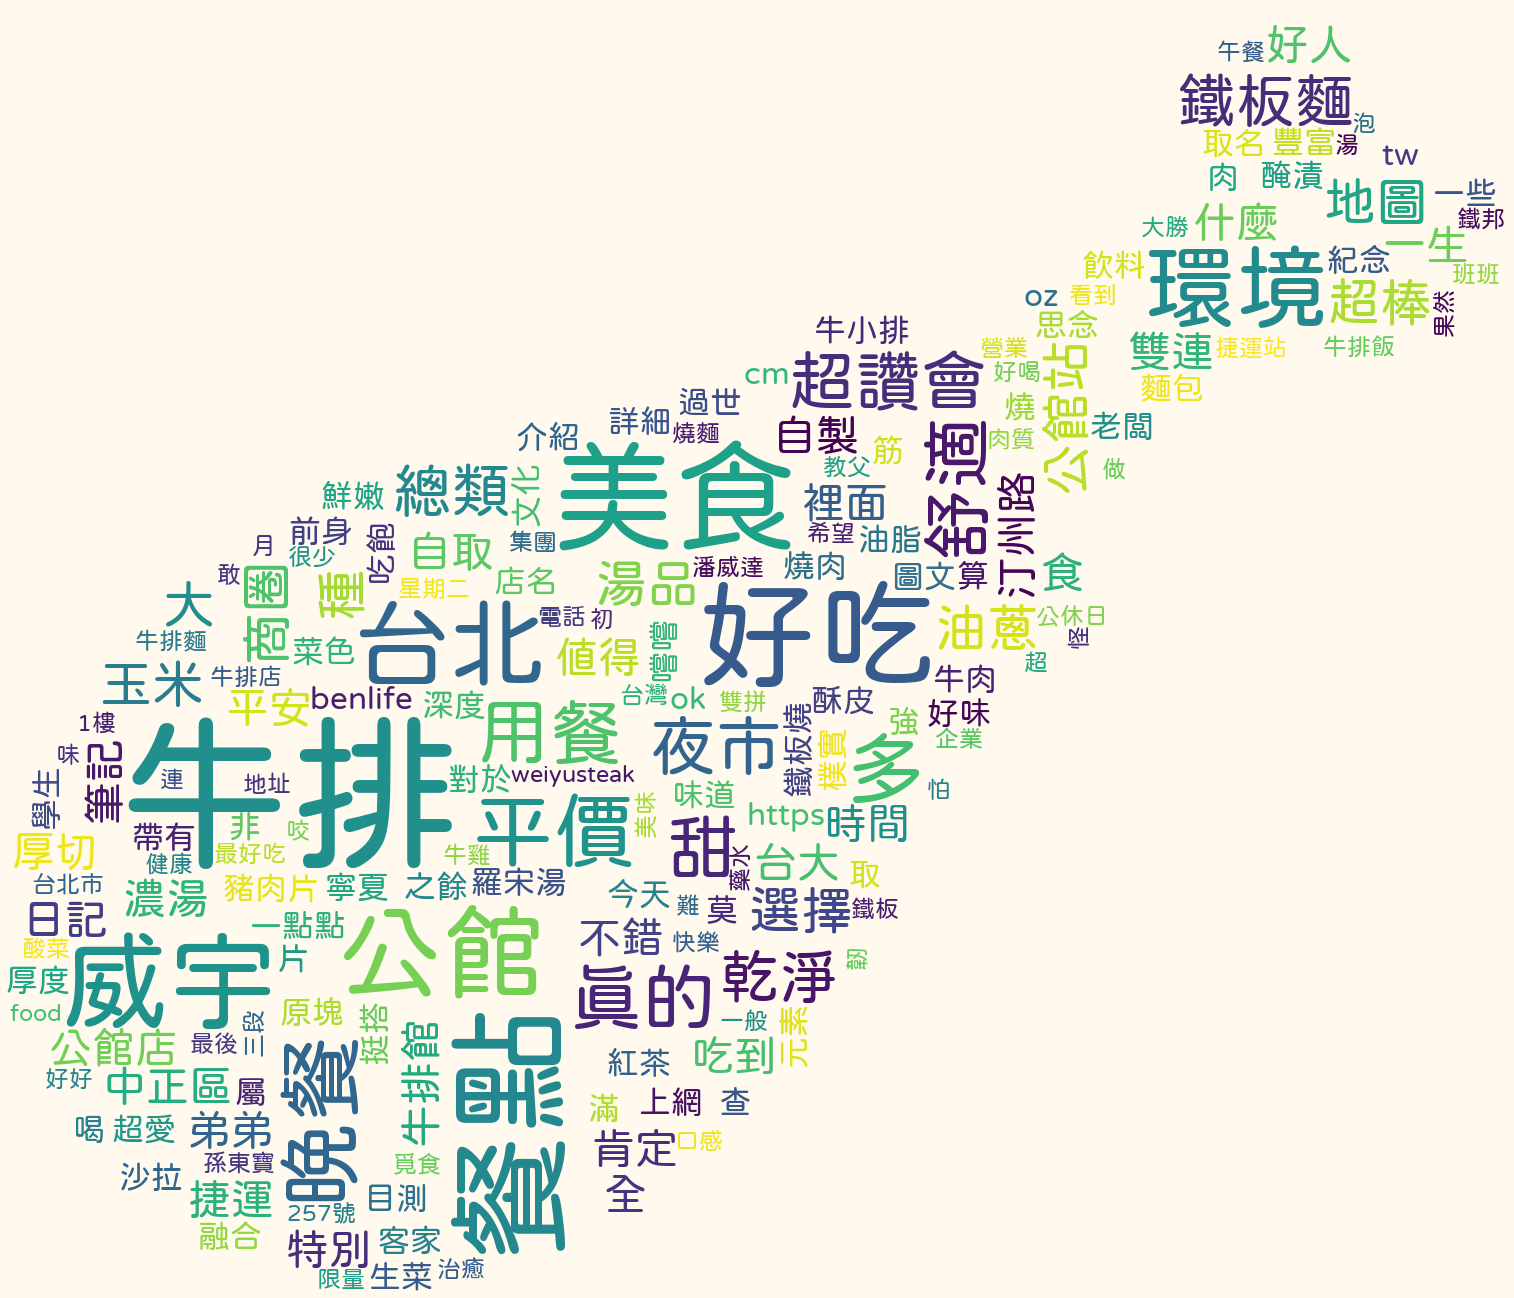 午餐 好人
鐵板麵
泡
取名 豐富 湯
tw
肉 醃漬
地圖 一些
鐵邦
大勝 什麼
一生
飲料 環境 紀念
班班
oz 看到
超棒 果然
思念
牛小排
雙連 捷運站 牛排飯
營業
超讚會
公館站
cm 好喝
麵包
過世
燒
詳細
自製 舒適
老闆
介紹 燒麵
筋 肉質
美食
教父 做
總類 文化
鮮嫩
裡面 汀州路
前身 吃飽
希望 油脂
月 很少 自取 集團
潘威達 燒肉
敢 商圈 種
星期二 店名 湯品
圖文 算 食
大
台北 電話 初
好吃
油蔥 公休日
牛排麵
菜色
值得 嚐嚐
怪
玉米 牛排店
超
牛肉
平安 benlife 深度
台灣 ok 雙拼 酥皮
好味
1樓
用餐
夜市 鐵板燒 樸實 強
企業
味 筆記 牛排
多
學生 連 地址
對於 weiyusteak
怕
味道
平價 美味
https 時間
厚切 帶有 非 咬
甜
健康 最好吃 牛雞
藥水 台大
台北市
豬肉片 寧夏 之餘 羅宋湯
今天
取
濃湯
難 莫 選擇 鐵板
日記
一點點 公館
不錯 快樂
酸菜 威宇
片
乾淨 韌
厚度
真的
food
原塊
一般 元素
公館店 最後 三段
挺 搭
餐點
吃到
好好 中正區 屬 晚餐 牛排館
紅茶
滿 上網 查
喝 超愛 弟弟
肯定 口感
孫東寶
覓食
沙拉
全
捷運
目測
257號
融合
特別 客家
限量 生菜 治癒